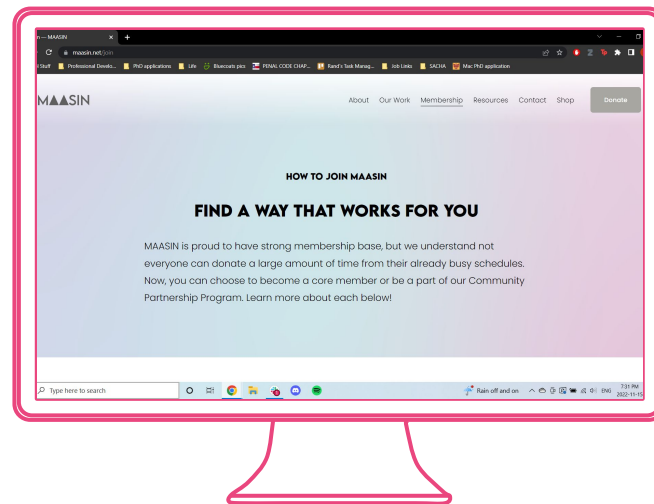 n — MAASIN
maasin.net/join
l Stuff Professional Develo... PhD applications Life Bluecoats pics PENAL CODE CHAP... Rand's Task Manag... Job Links SACHA Mac PhD application
MAASIN About Our Work Membership Resources Contact Shop Donate
HOW TO JOIN MAASIN
FIND A WAY THAT WORKS FOR YOU
MAASIN is proud to have strong membership base, but we understand not
everyone can donate a large amount of time from their already busy schedules.
Now, you can choose to become a core member or be a part of our Community
Partnership Program. Learn more about each below!
Type here to search Rain off and on ENG 7:31 PM
2022-11-15